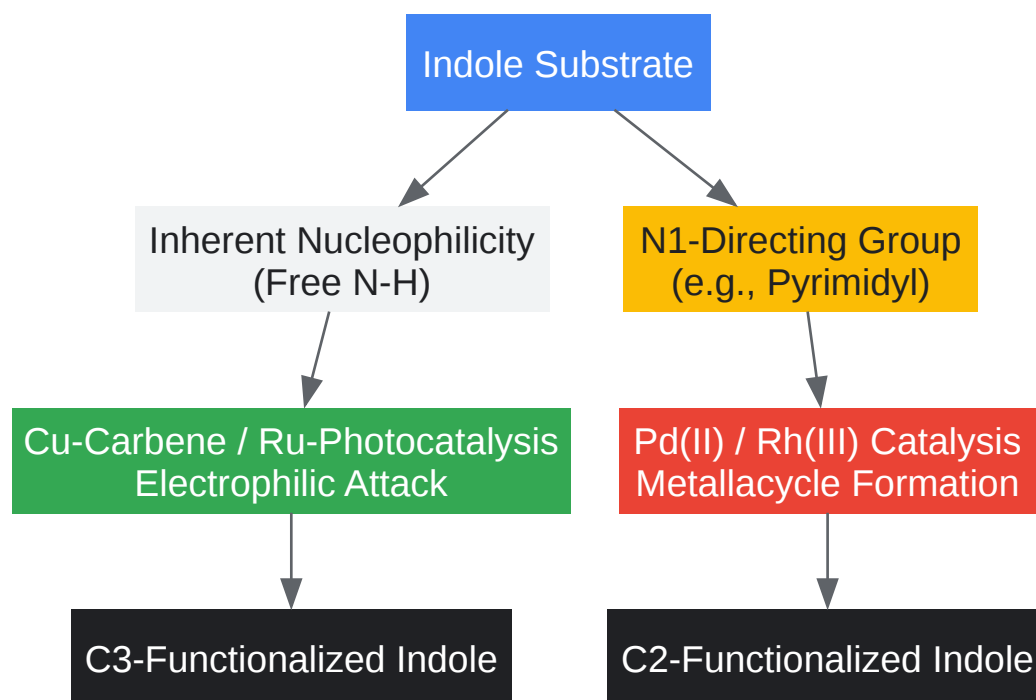 Indole Substrate
Inherent Nucleophilicity
(Free N-H)
N1-Directing Group
(e.g., Pyrimidyl)
Cu-Carbene / Ru-Photocatalysis
Electrophilic Attack
Pd(II) / Rh(III) Catalysis
Metallacycle Formation
C3-Functionalized Indole
C2-Functionalized Indole